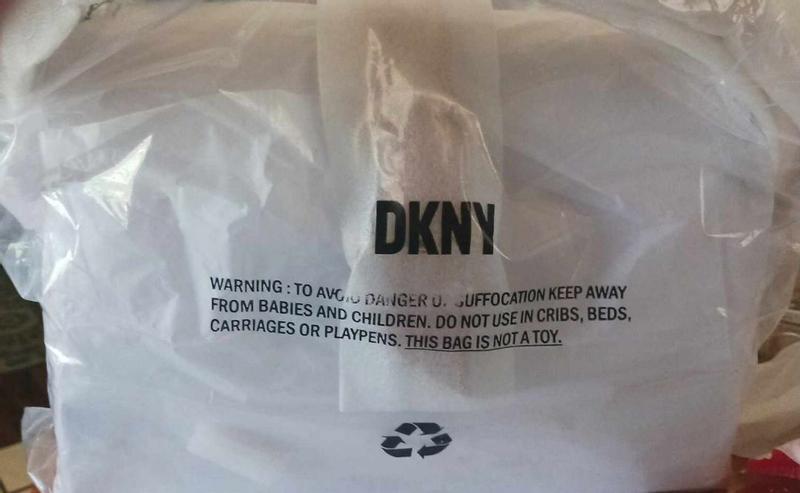 DKNY
WARNING : TO AVOID DANGER OF SUFFOCATION KEEP AWAY
FROM BABIES AND CHILDREN. DO NOT USE IN CRIBS, BEDS,
CARRIAGES OR PLAYPENS. THIS BAG IS NOT A TOY.